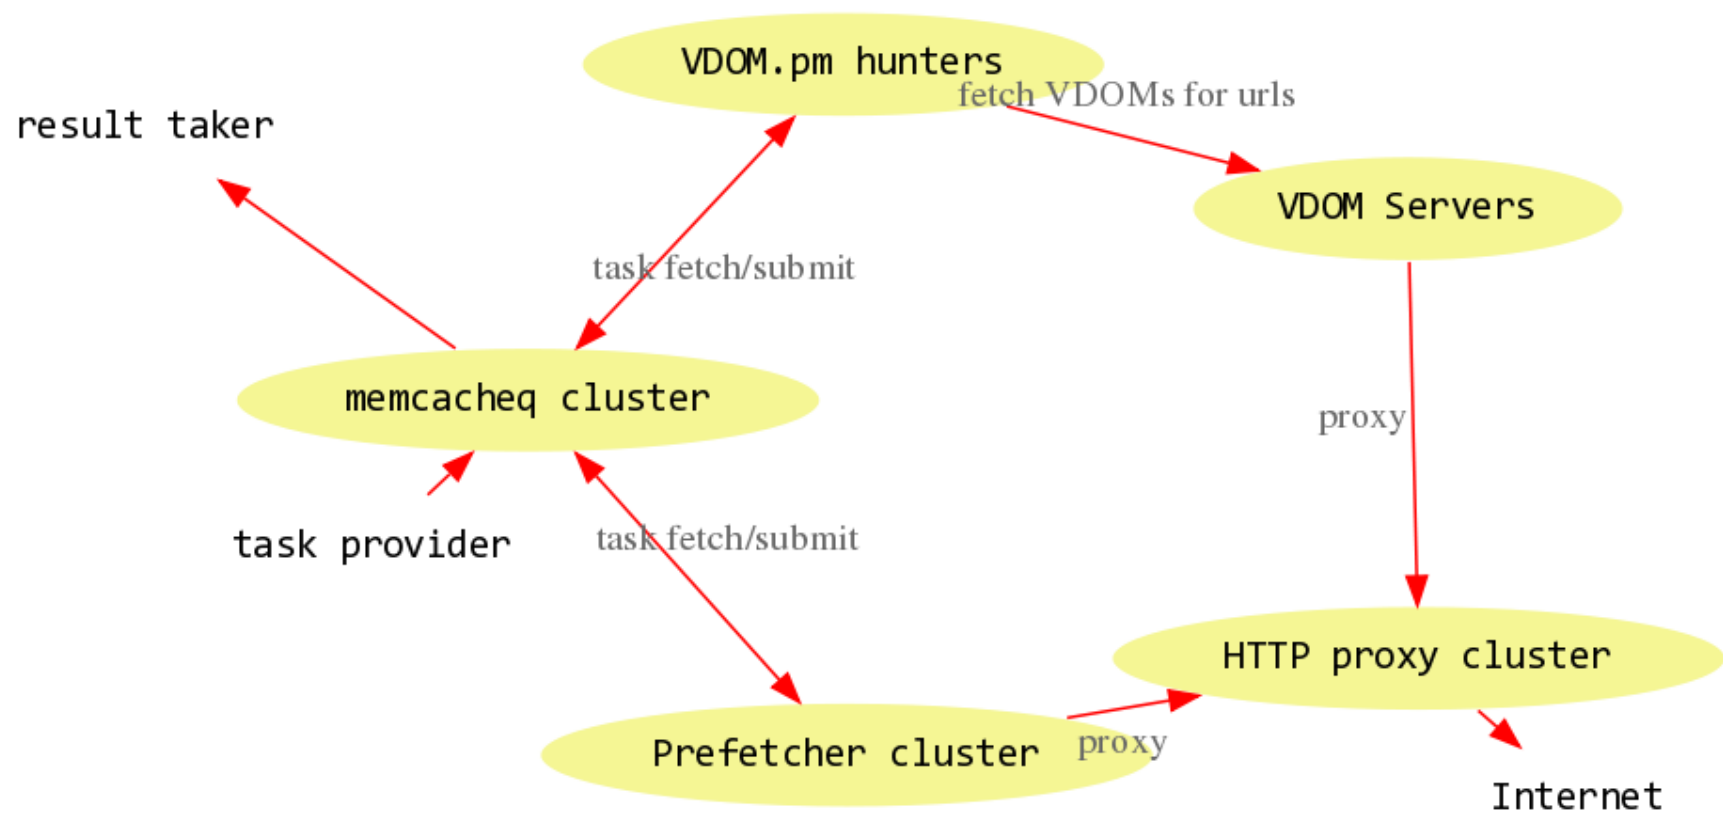 VDOM.pm hunters
fetch VDOMs for urls
result taker
VDOM Servers
task fetch/submit
memcacheq cluster
proxy
task provider
task fetch/submit
HTTP proxy cluster
Prefetcher cluster
proxy
Internet